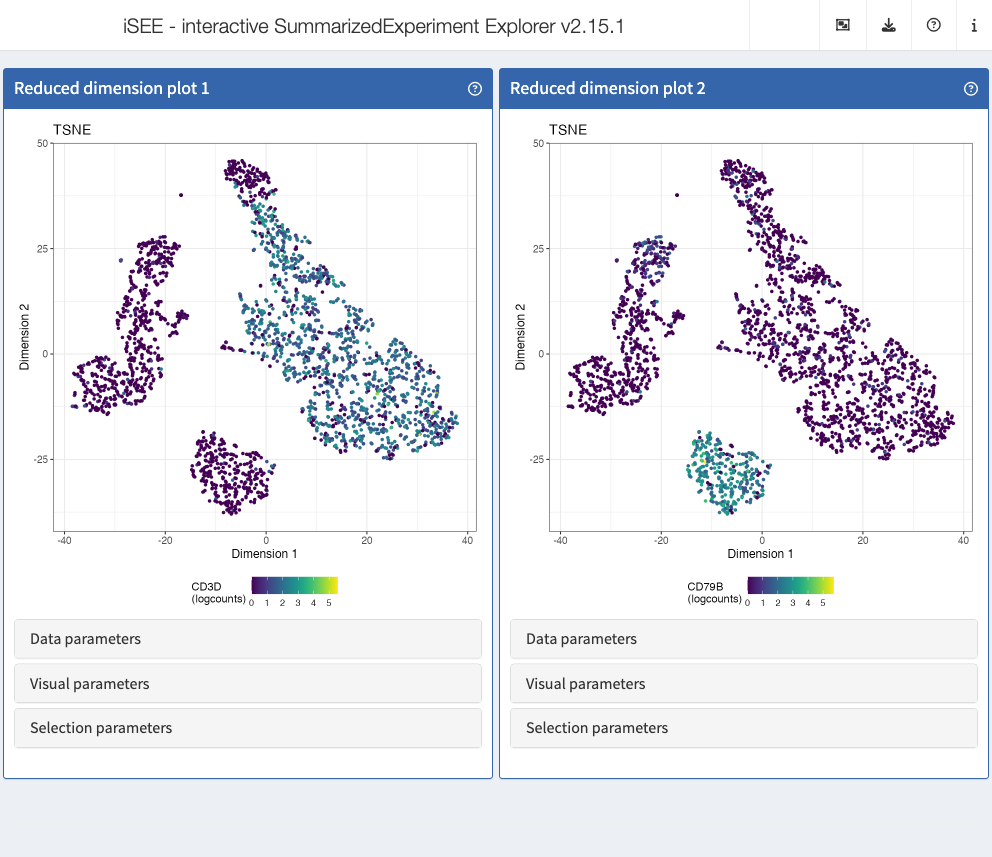 iSEE - interactive SummarizedExperiment Explorer v2.15.1
Reduced dimension plot 1
TSNE
50
25
0
-25
Dimension 2
-40 -20 0 20 40
Dimension 1
CD3D
(logcounts)
0 1 2 3 4 5
Data parameters
Visual parameters
Selection parameters
Reduced dimension plot 2
TSNE
50
25
0
-25
Dimension 2
-40 -20 0 20 40
Dimension 1
CD79B
(logcounts)
0 1 2 3 4 5
Data parameters
Visual parameters
Selection parameters